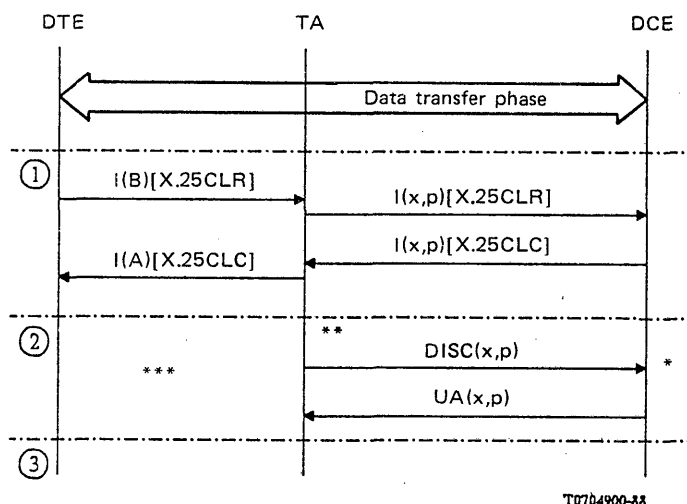 DTE TA DCE
Data transfer phase
1
I(B)[X.25CLR]
I(x,p)[X.25CLR]
I(x,p)[X.25CLC]
I(A)[X.25CLC]
2
**
DISC(x,p)
*** *
UA(x,p)
3
T0704900-88